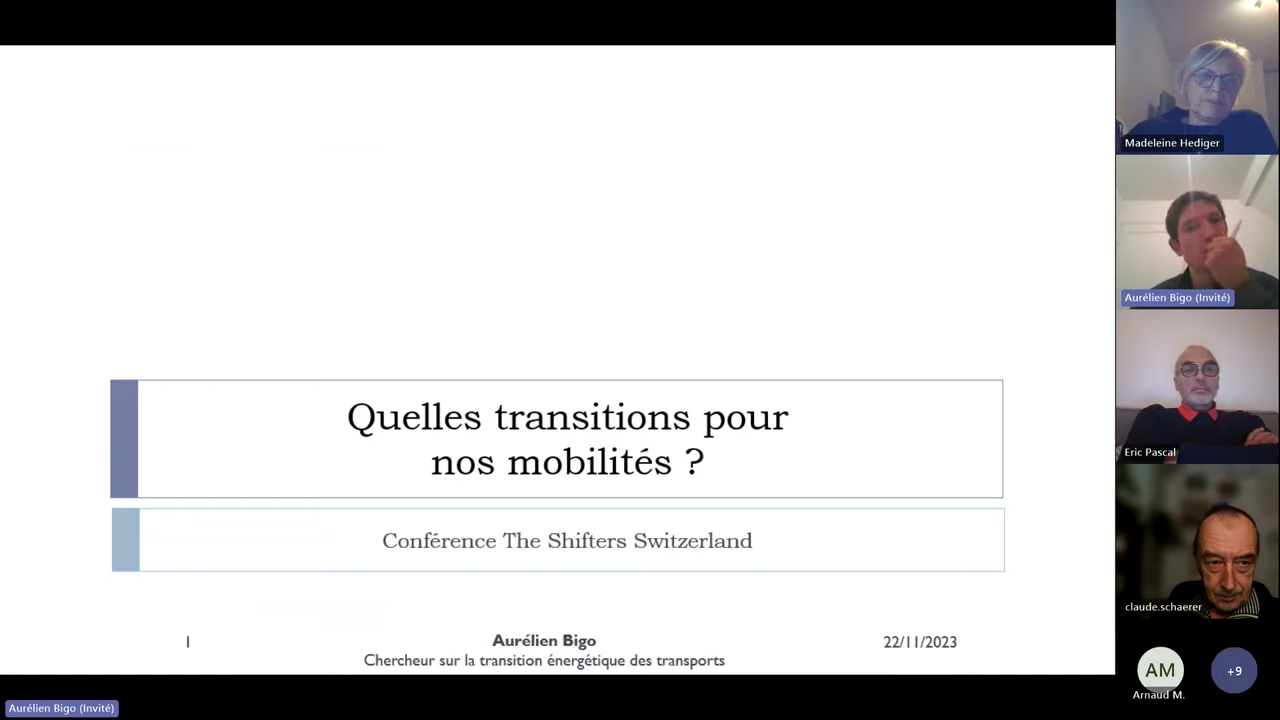 Quelles transitions pour
nos mobilités ?
Conférence The Shifters Switzerland
1
Aurélien Bigo
Chercheur sur la transition énergétique des transports
22/11/2023
Aurélien Bigo (Invité)
Madeleine Hediger
Aurélien Bigo (Invité)
Eric Pascal
claude.schaerer
AM
Arnaud M.
+9